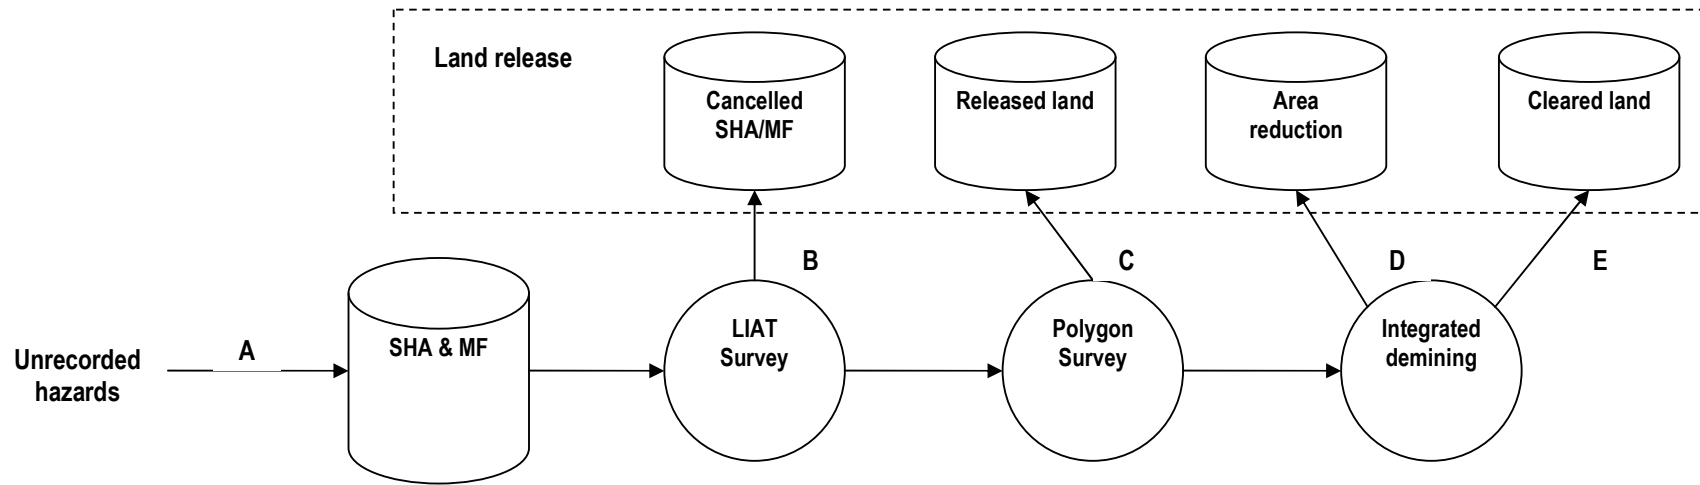 Land release
Cancelled
SHA/MF
Released land
Area
reduction
Cleared land
B
C
D
E
Unrecorded
hazards
A
SHA & MF
LIAT
Survey
Polygon
Survey
Integrated
demining